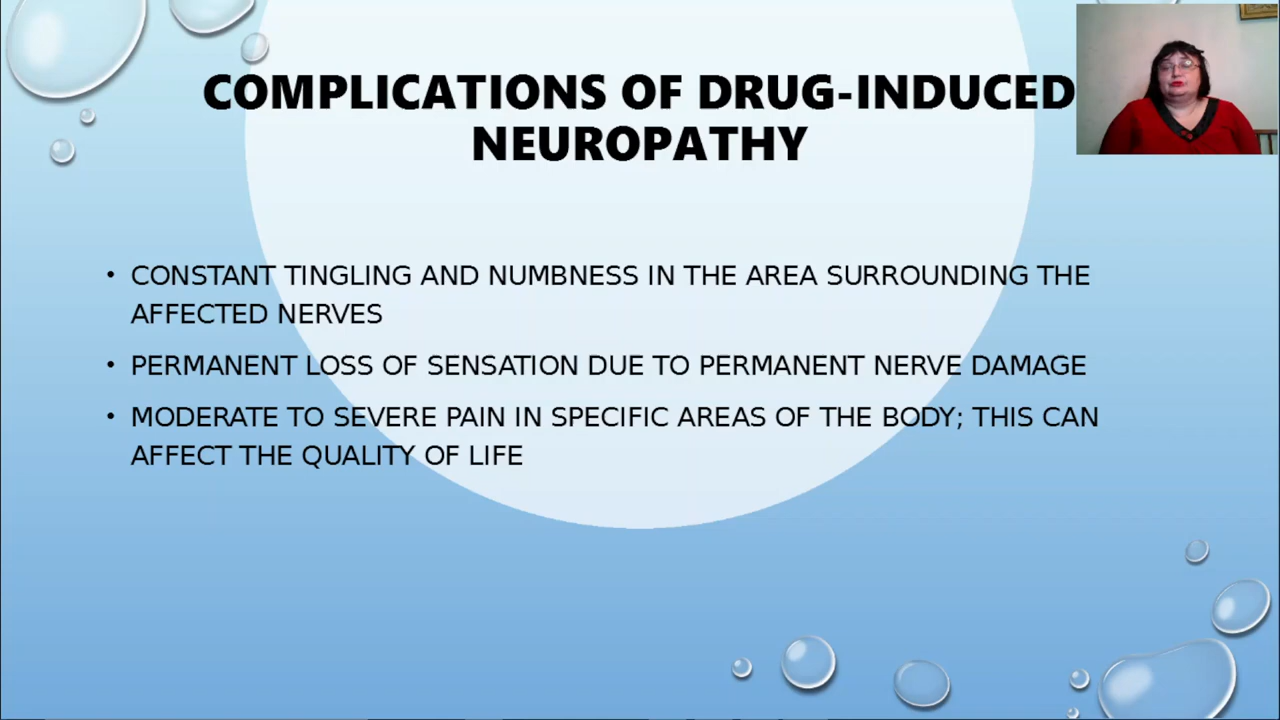 COMPLICATIONS OF DRUG-INDUCED
NEUROPATHY
• CONSTANT TINGLING AND NUMBNESS IN THE AREA SURROUNDING THE
AFFECTED NERVES
• PERMANENT LOSS OF SENSATION DUE TO PERMANENT NERVE DAMAGE
• MODERATE TO SEVERE PAIN IN SPECIFIC AREAS OF THE BODY; THIS CAN
AFFECT THE QUALITY OF LIFE